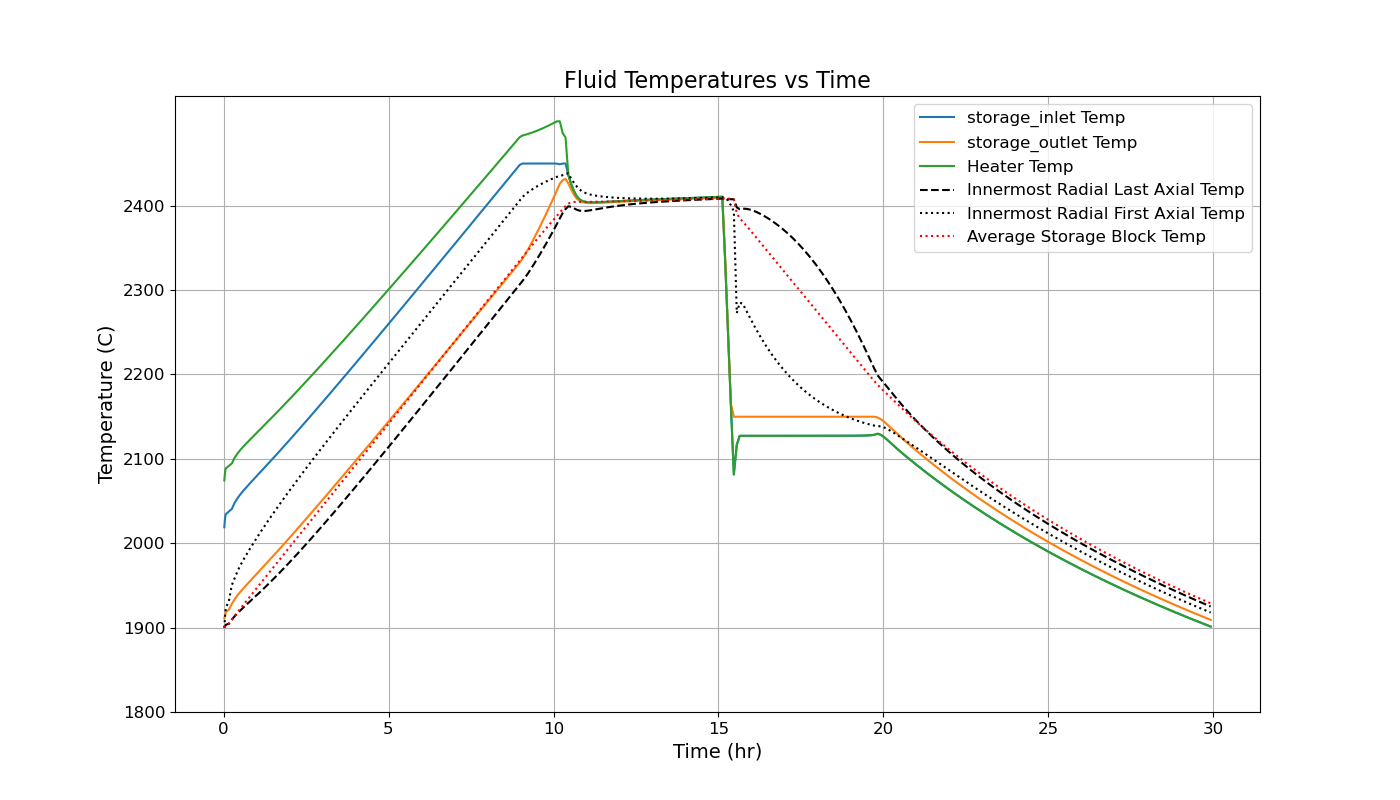 Fluid Temperatures vs Time
storage_inlet Temp
storage_outlet Temp
Heater Temp
Innermost Radial Last Axial Temp
Innermost Radial First Axial Temp
Average Storage Block Temp
Temperature (C)
2400
2300
2200
2100
2000
1900
1800
0 5 10 15 20 25 30
Time (hr)